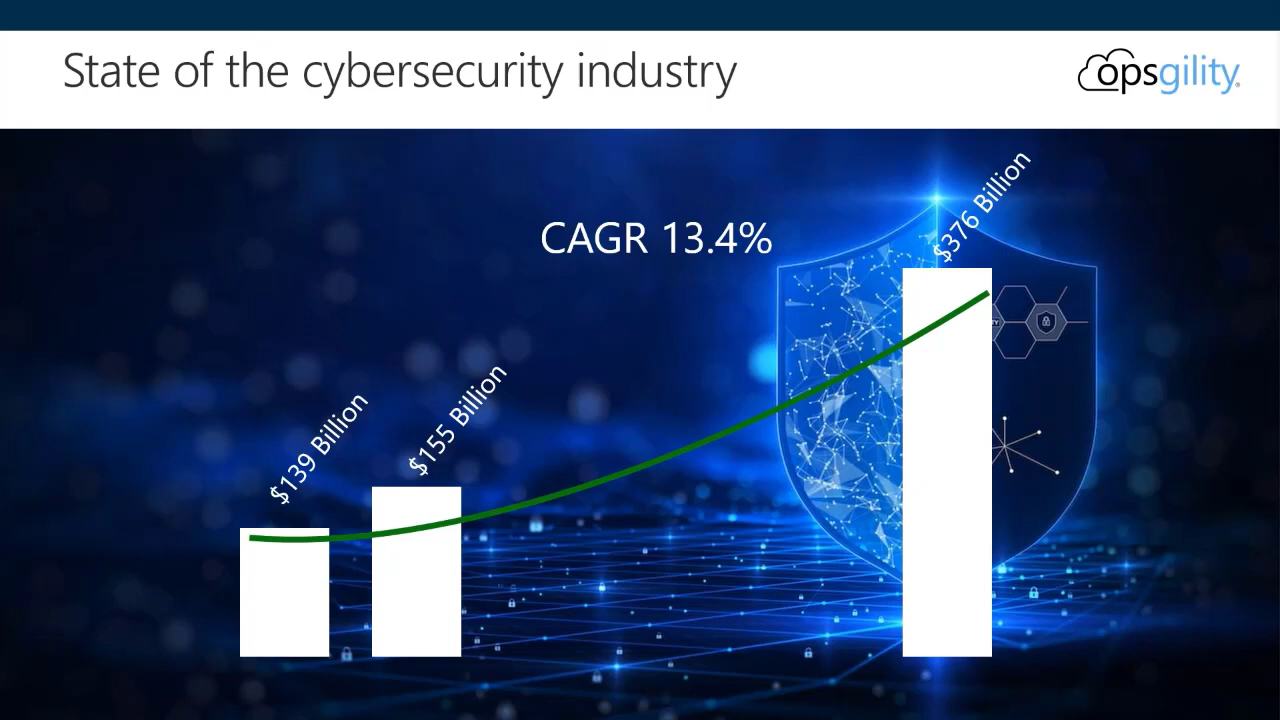 State of the cybersecurity industry
opsgility
CAGR 13.4%
$139 Billion
$155 Billion
$376 Billion